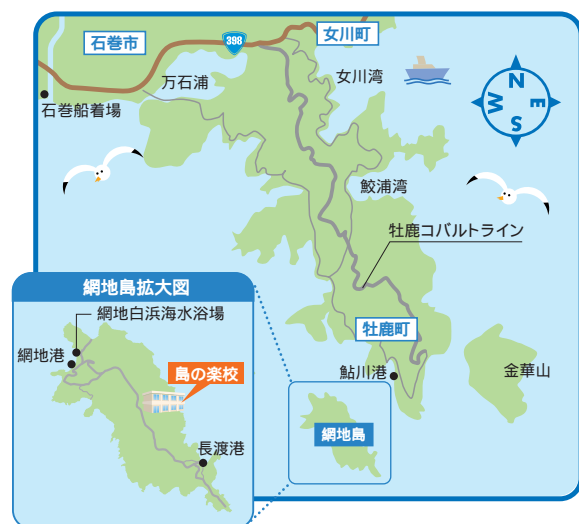 石巻市
398
女川町
女川湾
万石浦
石巻船着場
N
W
E
S
鮫浦湾
牡鹿コバルトライン
網地島拡大図
網地白浜海水浴場
網地港
島の楽校
長渡港
牡鹿町
鮎川港
金華山
網地島